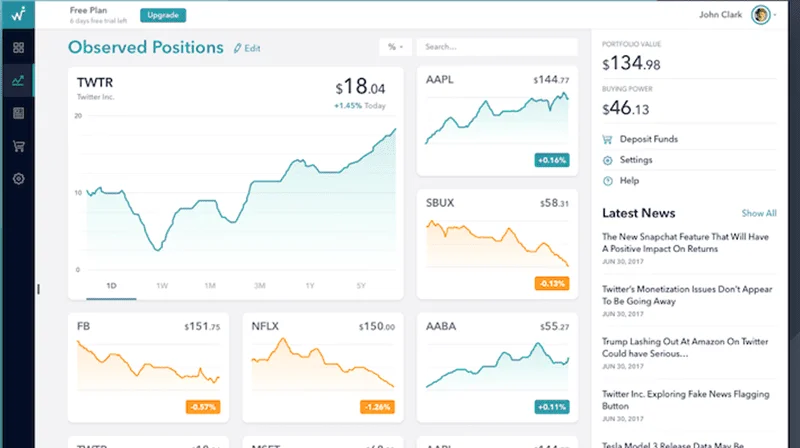 Free Plan
6 days free trial left
Upgrade
John Clark
Observed Positions
Edit
%
Search...
TWTR
Twitter Inc.
$18.04
+1.45% Today
20
10
0
1D
1W
1M
3M
1Y
5Y
AAPL
$144.77
+0.16%
SBUX
$58.31
-0.13%
FB
$151.75
-0.57%
NFLX
$150.00
-1.26%
AABA
$55.27
+0.11%
PORTFOLIO VALUE
$134.98
BUYING POWER
$46.13
Deposit Funds
Settings
Help
Latest News
Show All
The New Snapchat Feature That Will Have
A Positive Impact On Returns
JUN 30, 2017
Twitter's Monetization Issues Don't Appear
To Be Going Away
JUN 30, 2017
Trump Lashing Out At Amazon On Twitter
Could have Serious...
JUN 30, 2017
Twitter Inc. Exploring Fake News Flagging
Button
JUN 30, 2017
Tesla Model 3 Release Data May Be